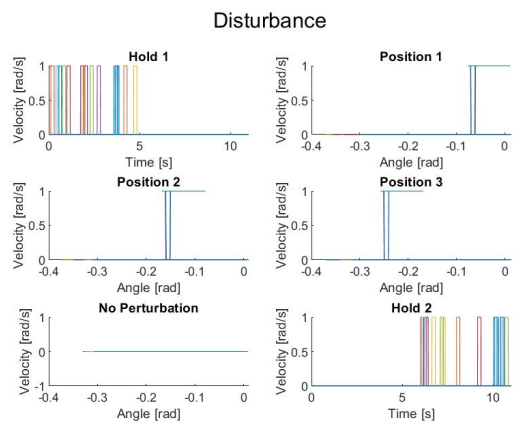 Disturbance
Hold 1
Velocity [rad/s]
1
0.5
0
0
5
10
Time [s]
Position 1
Velocity [rad/s]
1
0.5
0
-0.4
-0.3
-0.2
-0.1
0
Angle [rad]
Position 2
Velocity [rad/s]
1
0.5
0
-0.4
-0.3
-0.2
-0.1
0
Angle [rad]
Position 3
Velocity [rad/s]
1
0.5
0
-0.4
-0.3
-0.2
-0.1
0
Angle [rad]
No Perturbation
Velocity [rad/s]
1
0
-1
-0.4
-0.3
-0.2
-0.1
0
Angle [rad]
Hold 2
Velocity [rad/s]
1
0.5
0
0
5
10
Time [s]